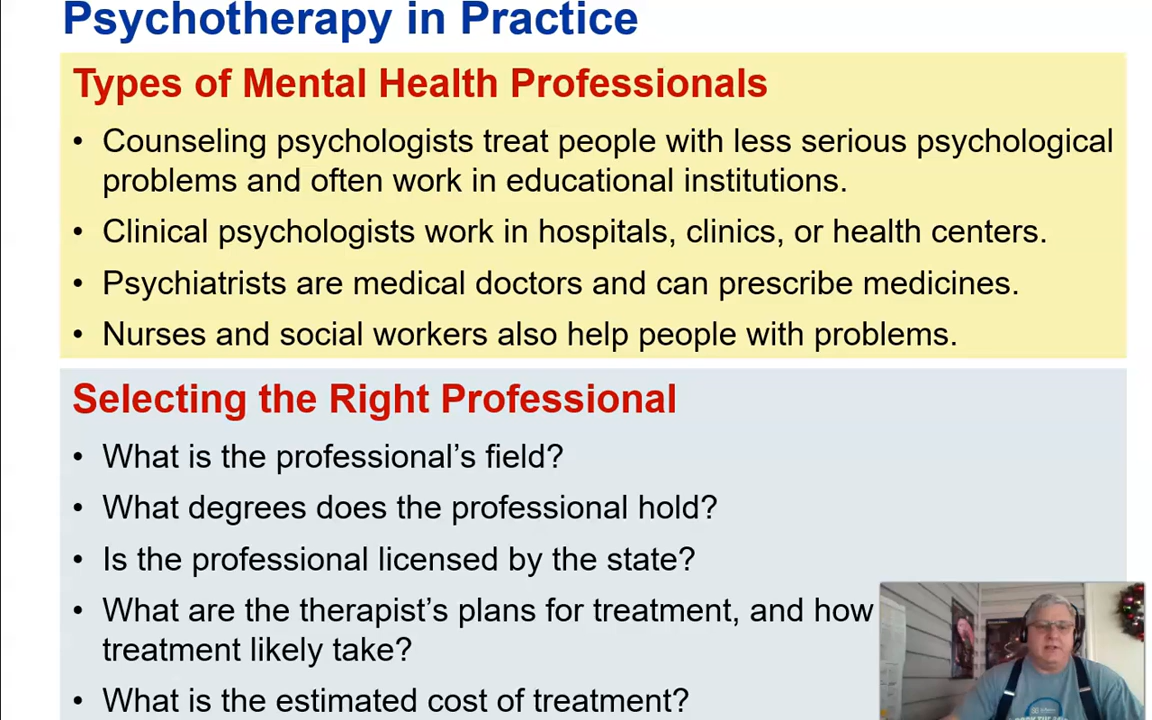 Psychotherapy in Practice
Types of Mental Health Professionals
• Counseling psychologists treat people with less serious psychological
problems and often work in educational institutions.
• Clinical psychologists work in hospitals, clinics, or health centers.
• Psychiatrists are medical doctors and can prescribe medicines.
• Nurses and social workers also help people with problems.
Selecting the Right Professional
• What is the professional’s field?
• What degrees does the professional hold?
• Is the professional licensed by the state?
• What are the therapist’s plans for treatment, and how
treatment likely take?
• What is the estimated cost of treatment?